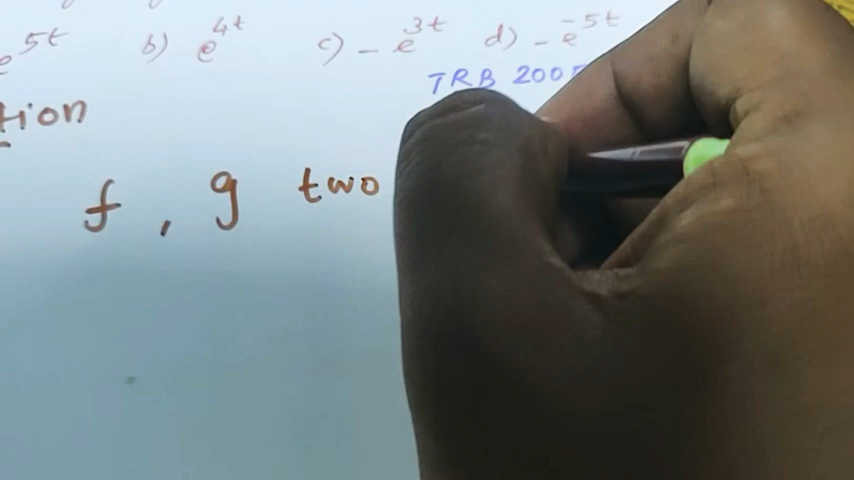 e^5t b) e^4t c) -e^3t d) -e^-5t
TRB 200
tion
f, g two